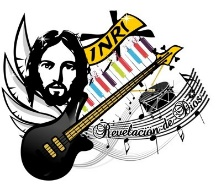 INRI
Revelación de Dios